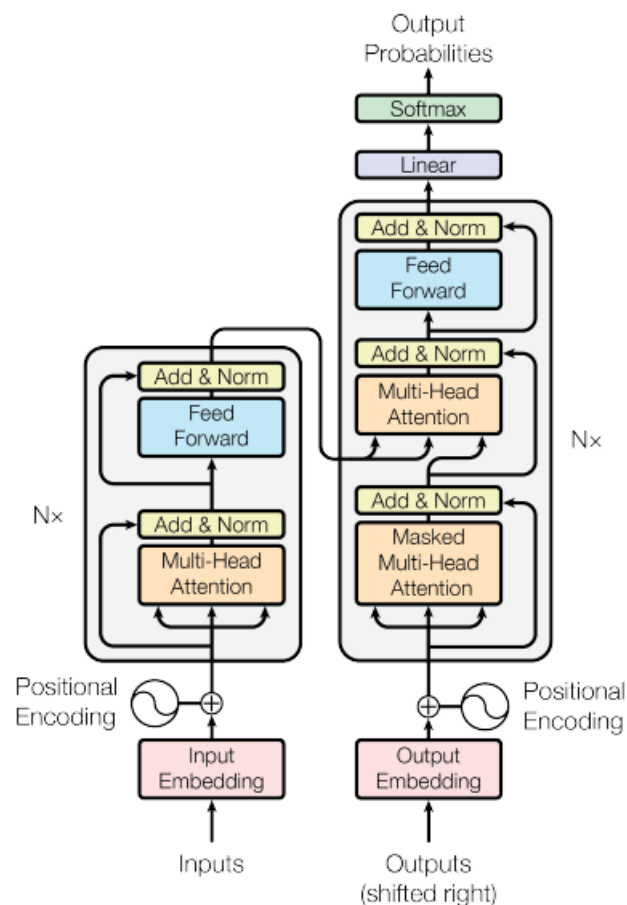 Output
Probabilities
Softmax
Linear
Add & Norm
Feed
Forward
Add & Norm
Multi-Head
Attention
Add & Norm
Masked
Multi-Head
Attention
N×
Add & Norm
Feed
Forward
Add & Norm
Multi-Head
Attention
N×
Positional
Encoding
Positional
Encoding
Input
Embedding
Output
Embedding
Inputs
Outputs
(shifted right)